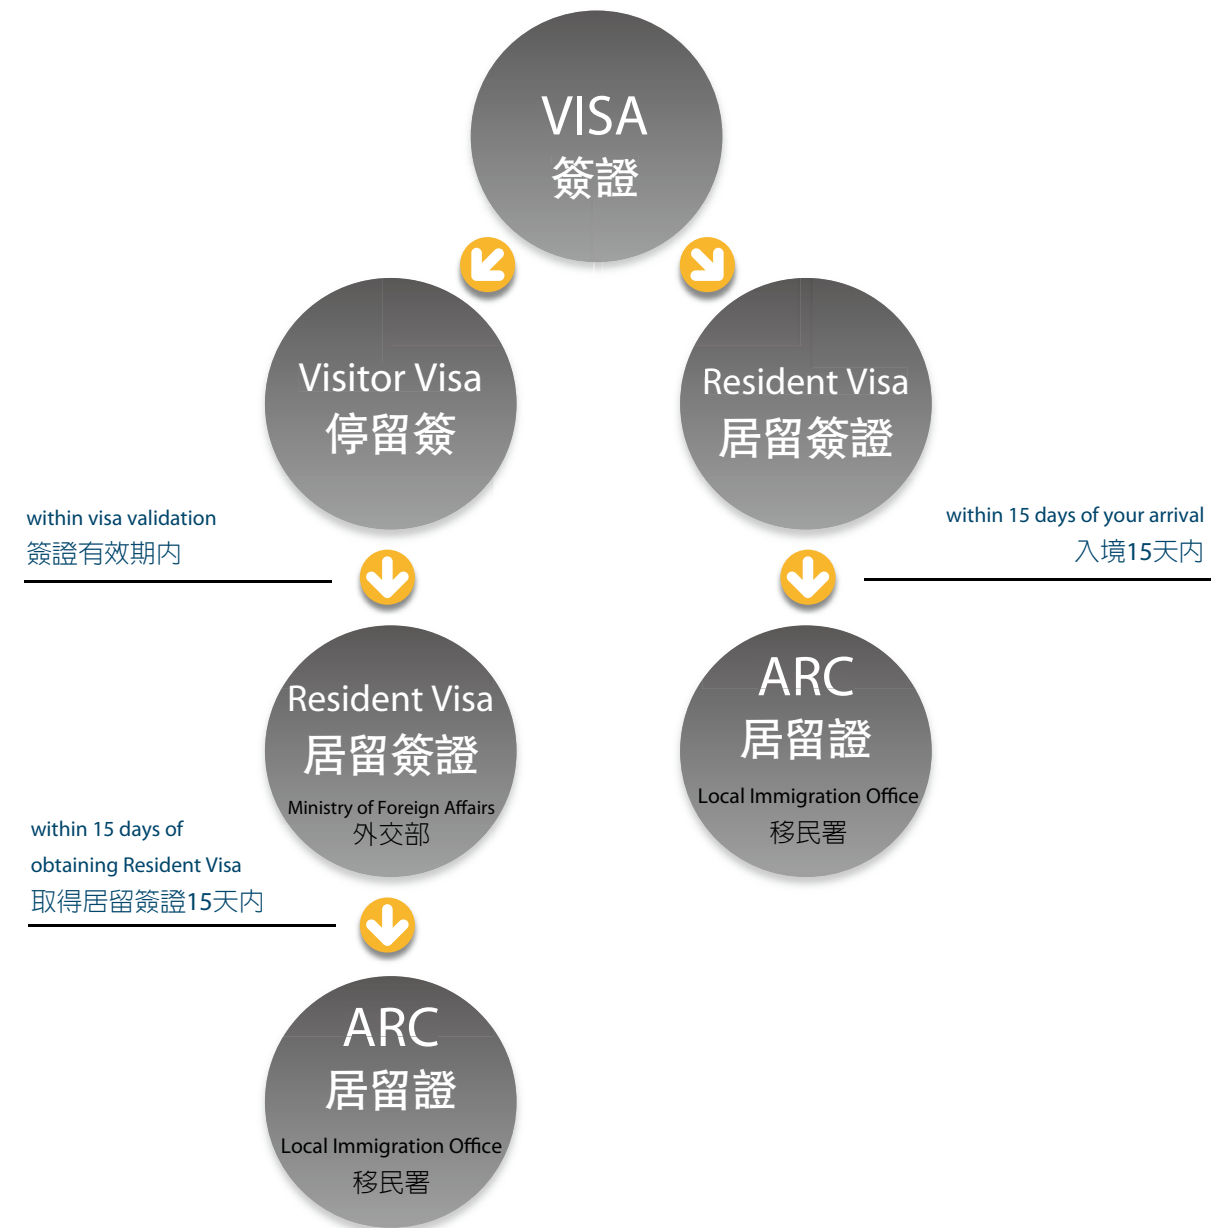 VISA
簽證
Visitor Visa
停留簽
Resident Visa
居留簽證
within visa validation
簽證有效期内
within 15 days of your arrival
入境15天内
Resident Visa
居留簽證
Ministry of Foreign Affairs
外交部
ARC
居留證
Local Immigration Office
移民署
within 15 days of
obtaining Resident Visa
取得居留簽證15天内
ARC
居留證
Local Immigration Office
移民署